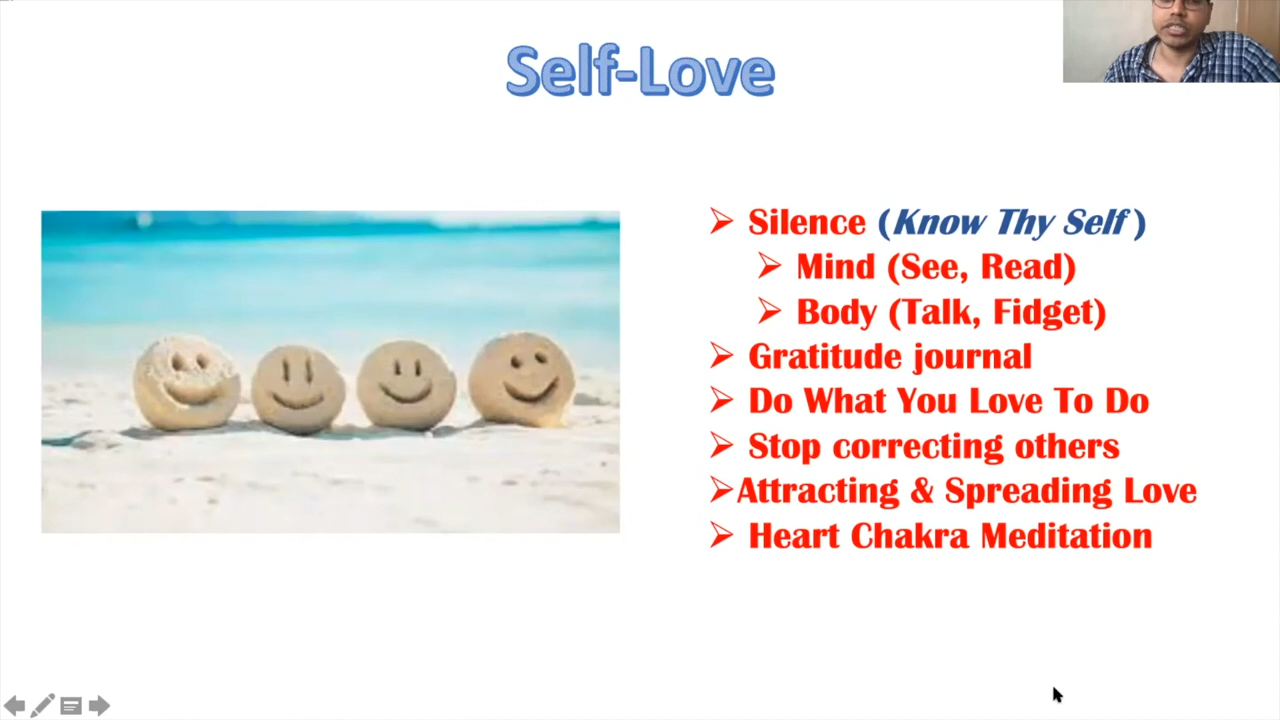 Self-Love
Silence (Know Thy Self )
Mind (See, Read)
Body (Talk, Fidget)
Gratitude journal
Do What You Love To Do
Stop correcting others
Attracting & Spreading Love
Heart Chakra Meditation